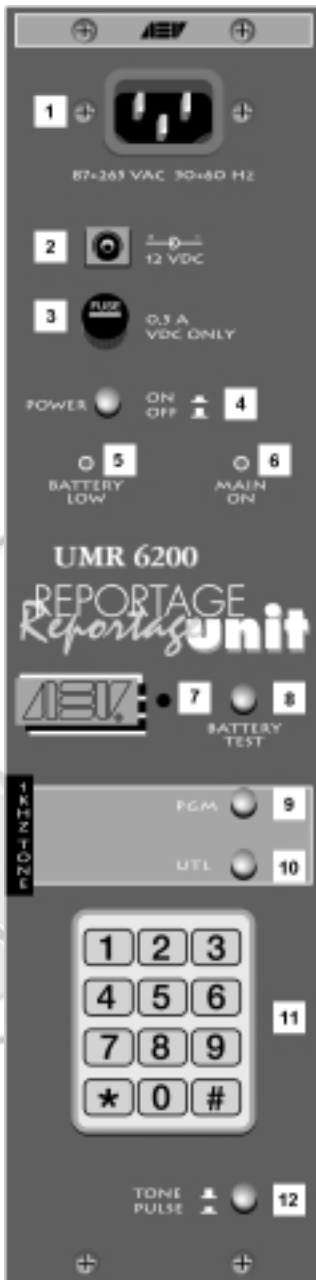 AEV
1
87÷265 VAC 50÷60 Hz
2
+ -
12 VDC
3
FUSE
0,5 A
VDC ONLY
POWER
ON
OFF
4
5
BATTERY
LOW
6
MAIN
ON
UMR 6200
REPORTAGE
Reportage unit
AEV®
7
8
BATTERY
TEST
1KHZ TONE
PGM
9
UTL
10
1 2 3
4 5 6
7 8 9
* 0 #
11
TONE
PULSE
12